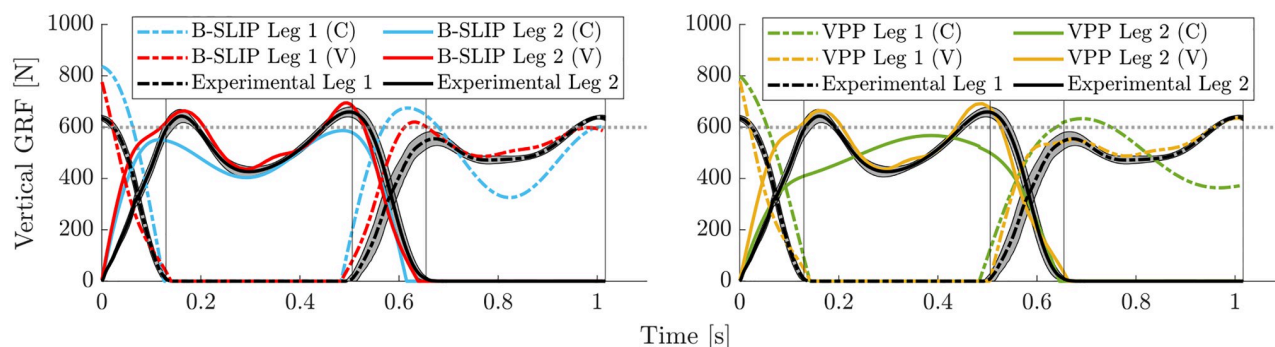 1000
800
600
400
200
0
Vertical GRF [N]
B-SLIP Leg 1 (C)
B-SLIP Leg 2 (C)
B-SLIP Leg 1 (V)
B-SLIP Leg 2 (V)
Experimental Leg 1
Experimental Leg 2
0 0.2 0.4 0.6 0.8 1
1000
800
600
400
200
0
VPP Leg 1 (C)
VPP Leg 2 (C)
VPP Leg 1 (V)
VPP Leg 2 (V)
Experimental Leg 1
Experimental Leg 2
0 0.2 0.4 0.6 0.8 1
Time [s]